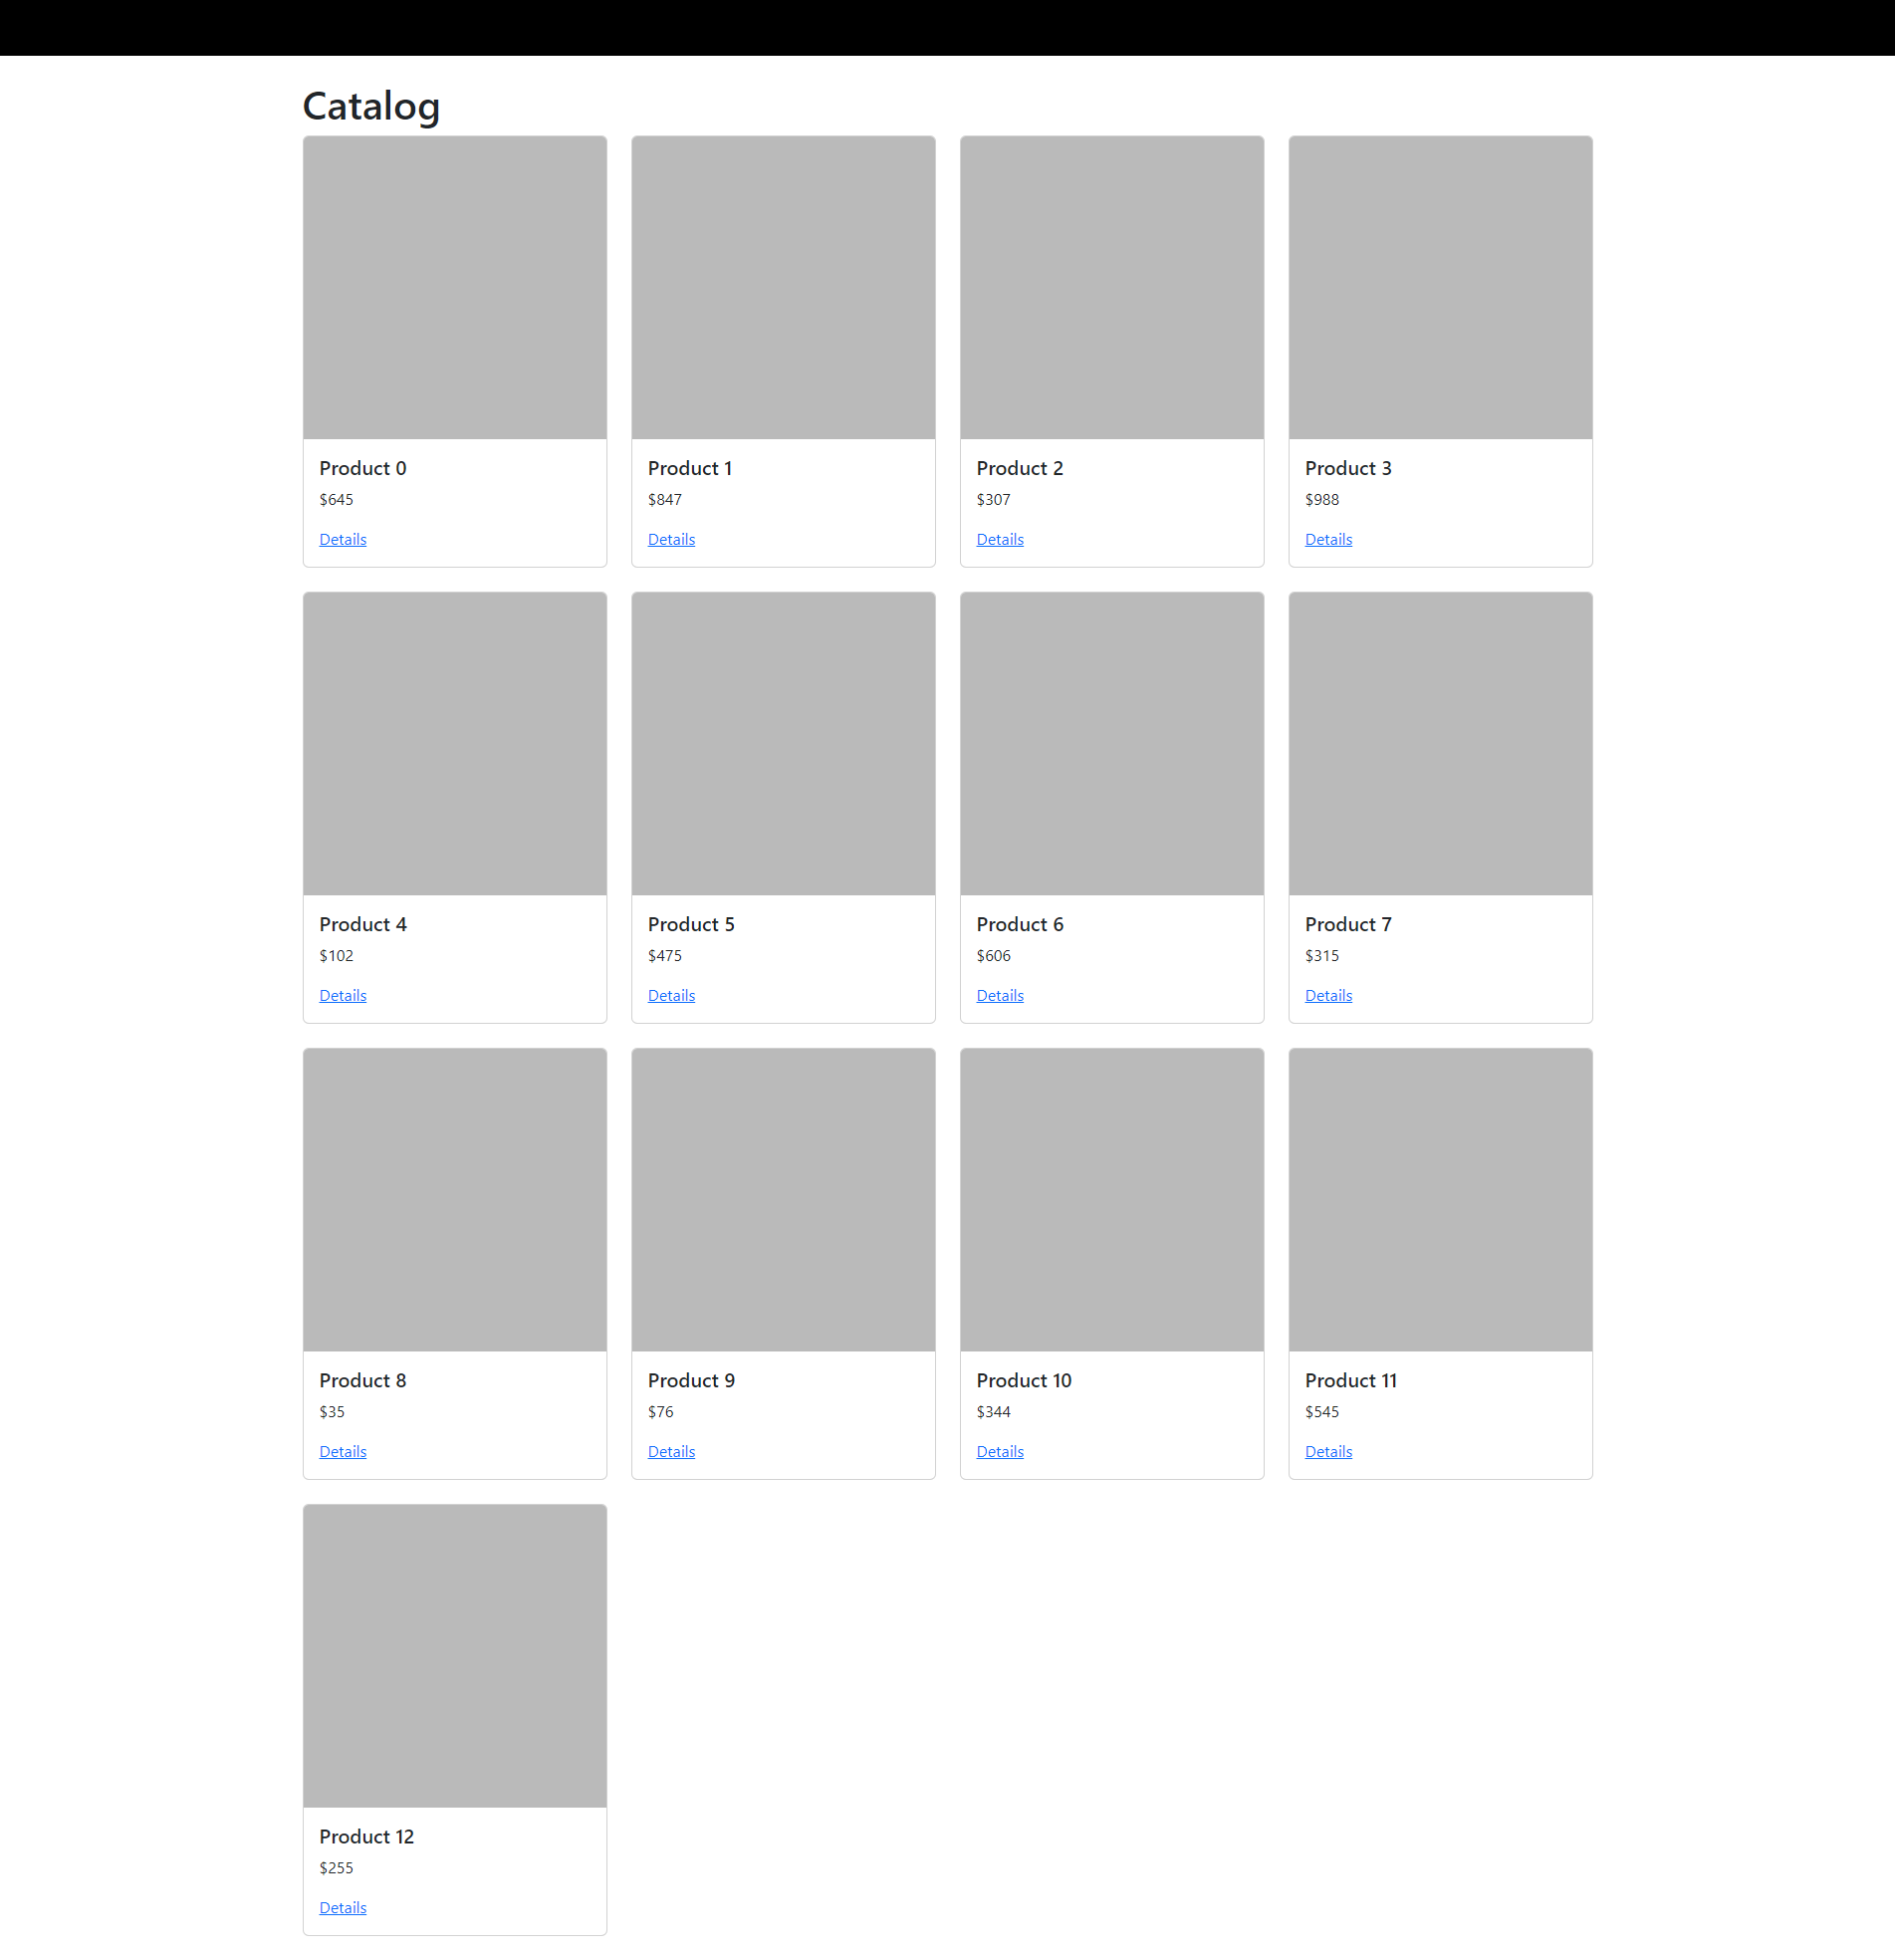 Catalog
Product 0
$645
Details
Product 1
$847
Details
Product 2
$307
Details
Product 3
$988
Details
Product 4
$102
Details
Product 5
$475
Details
Product 6
$606
Details
Product 7
$315
Details
Product 8
$35
Details
Product 9
$76
Details
Product 10
$344
Details
Product 11
$545
Details
Product 12
$255
Details